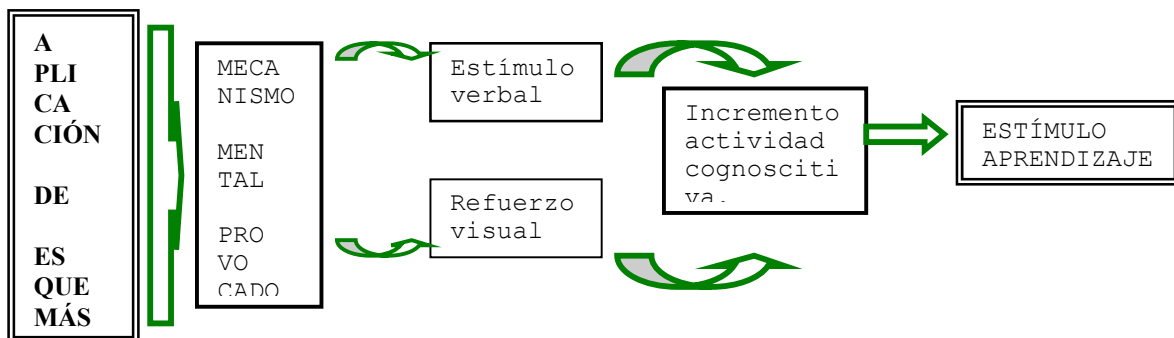 A
PLI
CA
CIÓN
DE
ES
QUE
MÁS
MECA
NISMO
MEN
TAL
PRO
VO
CADO
Estímulo
verbal
Refuerzo
visual
Incremento
actividad
cognosciti
va.
ESTÍMULO
APRENDIZAJE